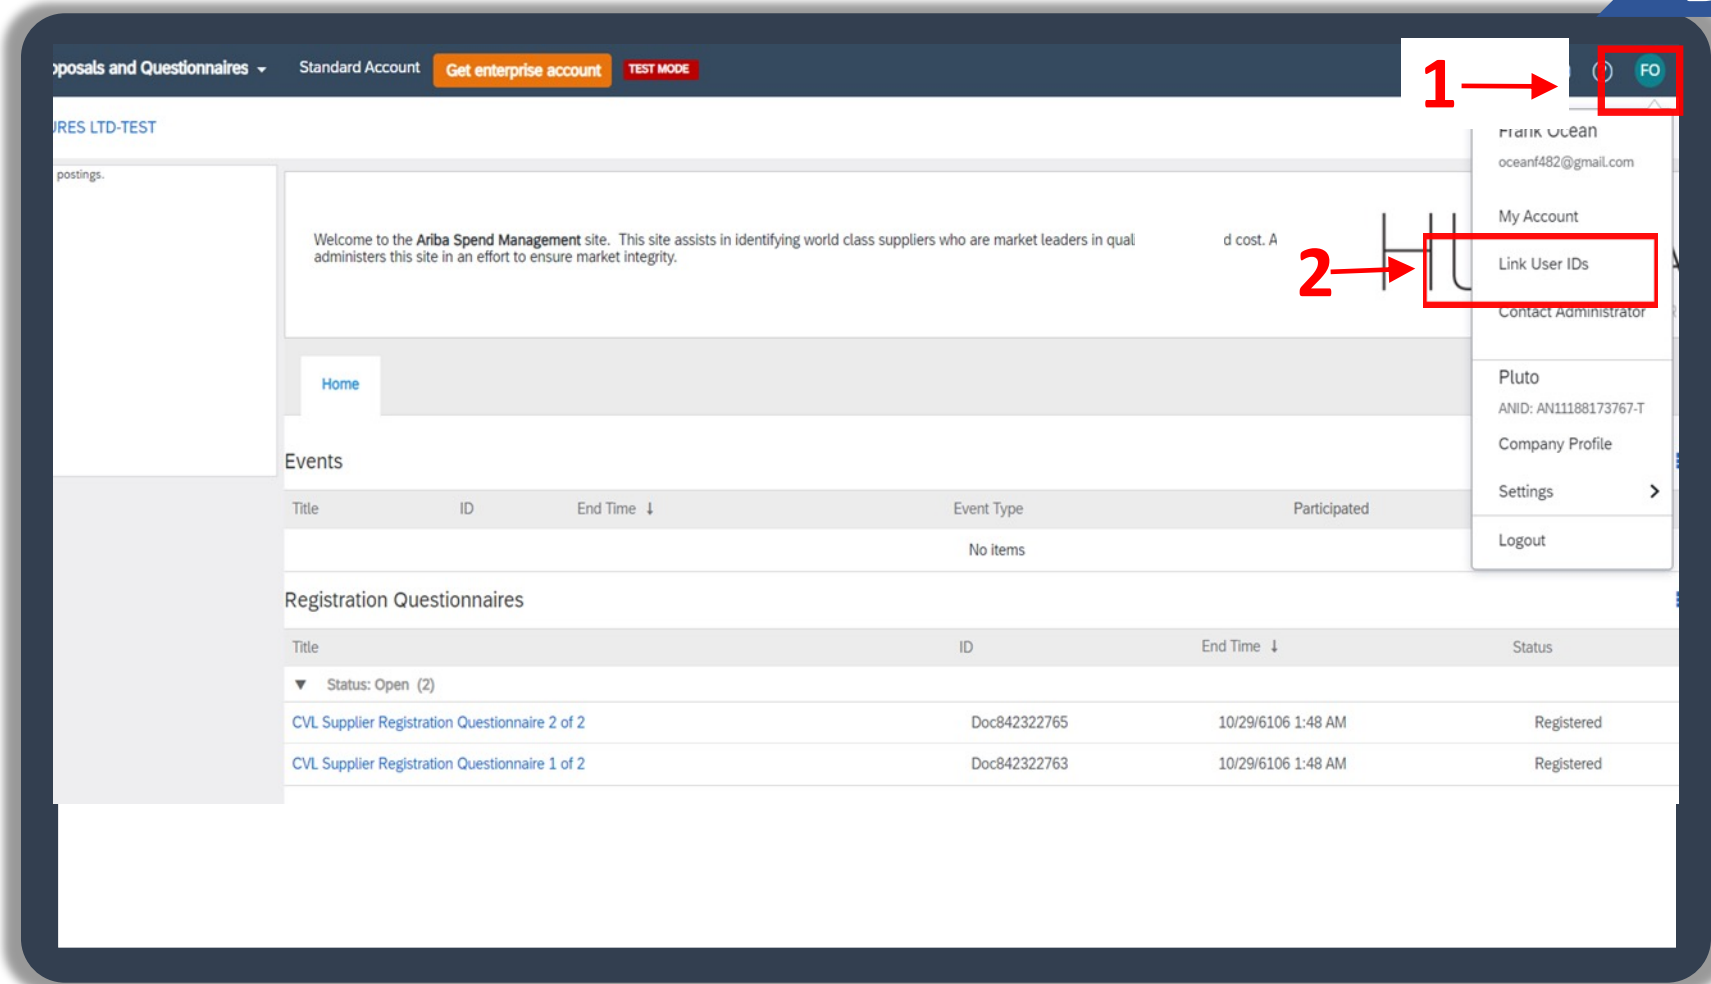 oposals and Questionnaires
Standard Account
Get enterprise account
TEST MODE
1
FO
RES LTD-TEST
Frank Ocean
oceanf482@gmail.com
postings.
My Account
Welcome to the Ariba Spend Management site. This site assists in identifying world class suppliers who are market leaders in quali d cost. A
administers this site in an effort to ensure market integrity.
2
Link User IDs
Contact Administrator
Home
Pluto
ANID: AN11188173767-T
Company Profile
Events
Settings
Title ID End Time ↓ Event Type Participated
No items
Logout
Registration Questionnaires
Title ID End Time ↓ Status
Status: Open (2)
CVL Supplier Registration Questionnaire 2 of 2 Doc842322765 10/29/6106 1:48 AM Registered
CVL Supplier Registration Questionnaire 1 of 2 Doc842322763 10/29/6106 1:48 AM Registered